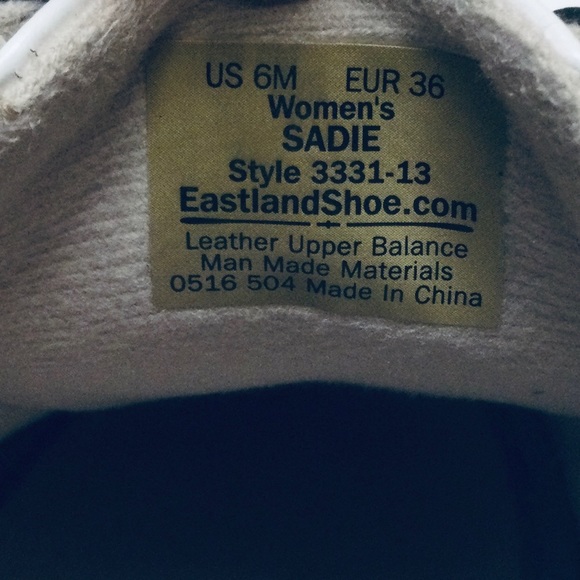 US 6M EUR 36
Women's
SADIE
Style 3331-13
EastlandShoe.com
Leather Upper Balance
Man Made Materials
0516 504 Made In China